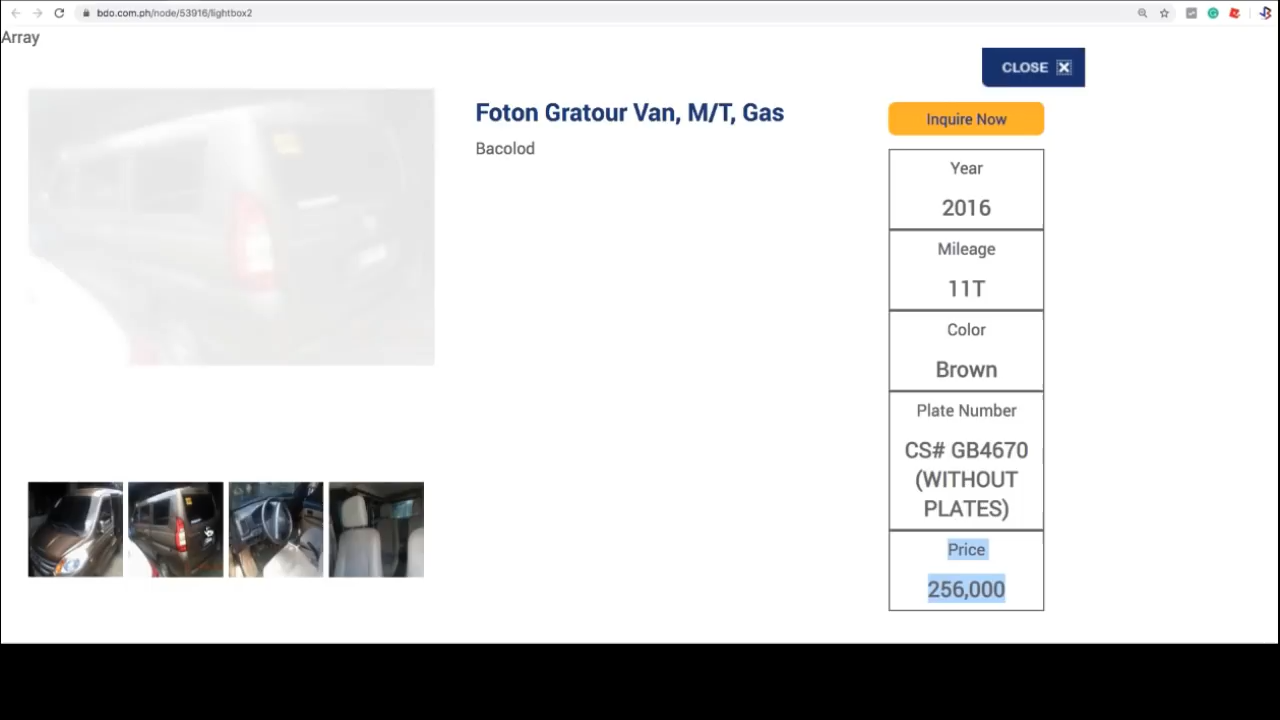 bdo.com.ph/node/53916/lightbox2
Array
CLOSE
Foton Gratour Van, M/T, Gas
Bacolod
Inquire Now
Year
2016
Mileage
11T
Color
Brown
Plate Number
CS# GB4670
(WITHOUT
PLATES)
Price
256,000